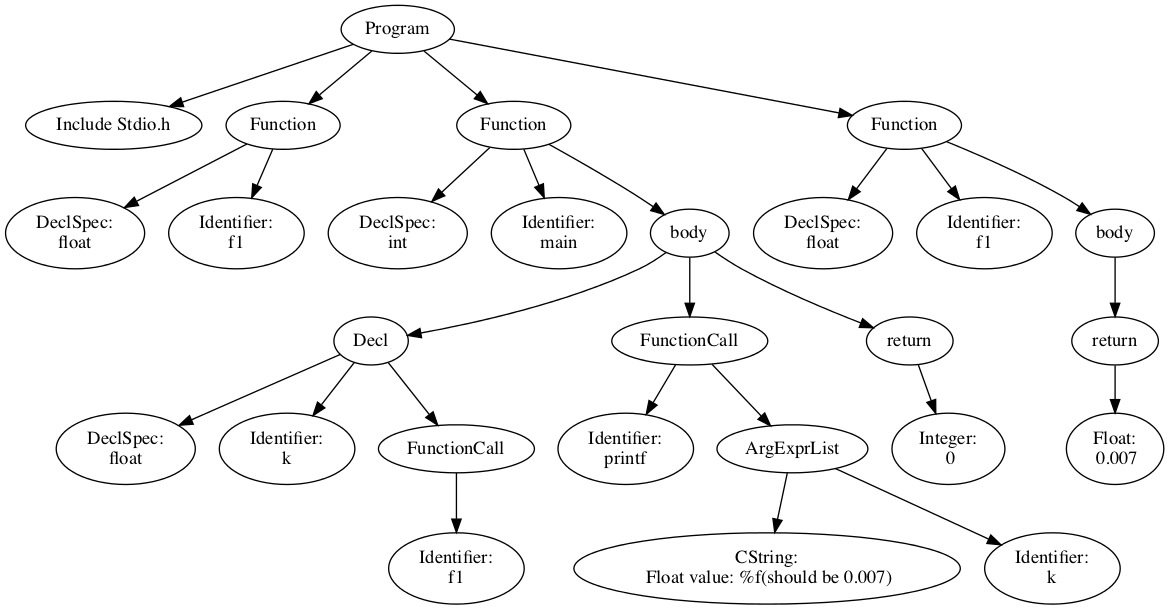 Program
Include Stdio.h
Function
Function
Function
DeclSpec:
float
Identifier:
f1
DeclSpec:
int
Identifier:
main
body
DeclSpec:
float
Identifier:
f1
body
Decl
FunctionCall
return
return
DeclSpec:
float
Identifier:
k
FunctionCall
Identifier:
printf
ArgExprList
Integer:
0
Float:
0.007
Identifier:
f1
CString:
Float value: %f(should be 0.007)
Identifier:
k